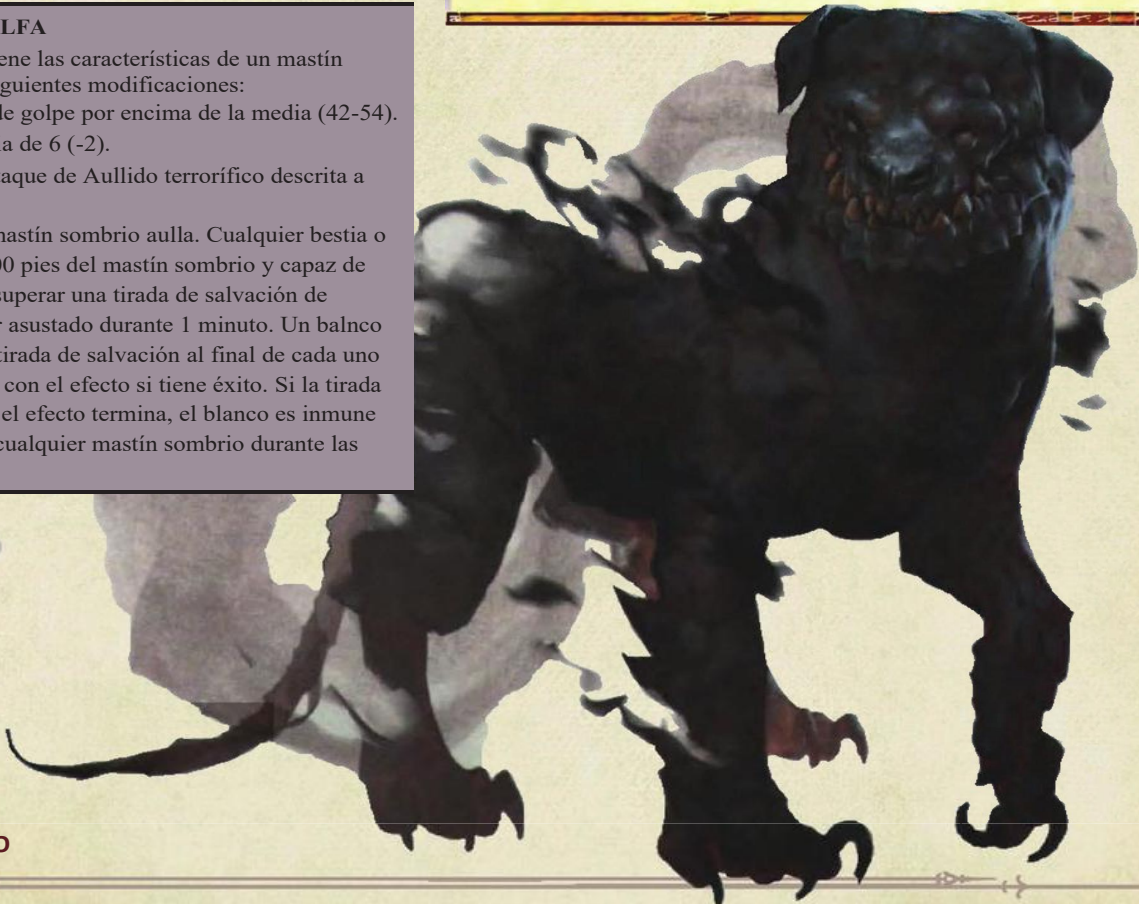 LFA
ene las características de un mastín
guientes modificaciones:
de golpe por encima de la media (42-54).
ia de 6 (-2).
taque de Aullido terrorífico descrita a
mastín sombrio aulla. Cualquier bestia o
00 pies del mastín sombrio y capaz de
superar una tirada de salvación de
r asustado durante 1 minuto. Un balnco
tirada de salvación al final de cada uno
con el efecto si tiene éxito. Si la tirada
el efecto termina, el blanco es inmune
cualquier mastín sombrio durante las